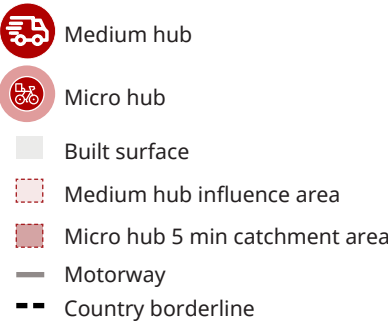 Medium hub
Micro hub
Built surface
Medium hub influence area
Micro hub 5 min catchment area
Motorway
Country borderline